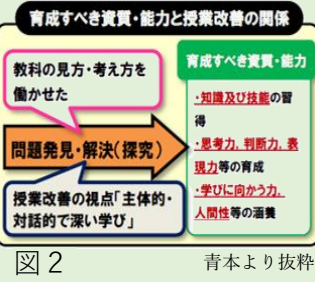 育成すべき資質・能力と授業改善の関係
教科の見方・考え方を
働かせた
問題発見・解決(探究)
授業改善の視点「主体的・
対話的で深い学び」
育成すべき資質・能力
・知識及び技能の習
得
・思考力,判断力,表
現力等の育成
・学びに向かう力,
人間性等の涵養
図2
青本より抜粋